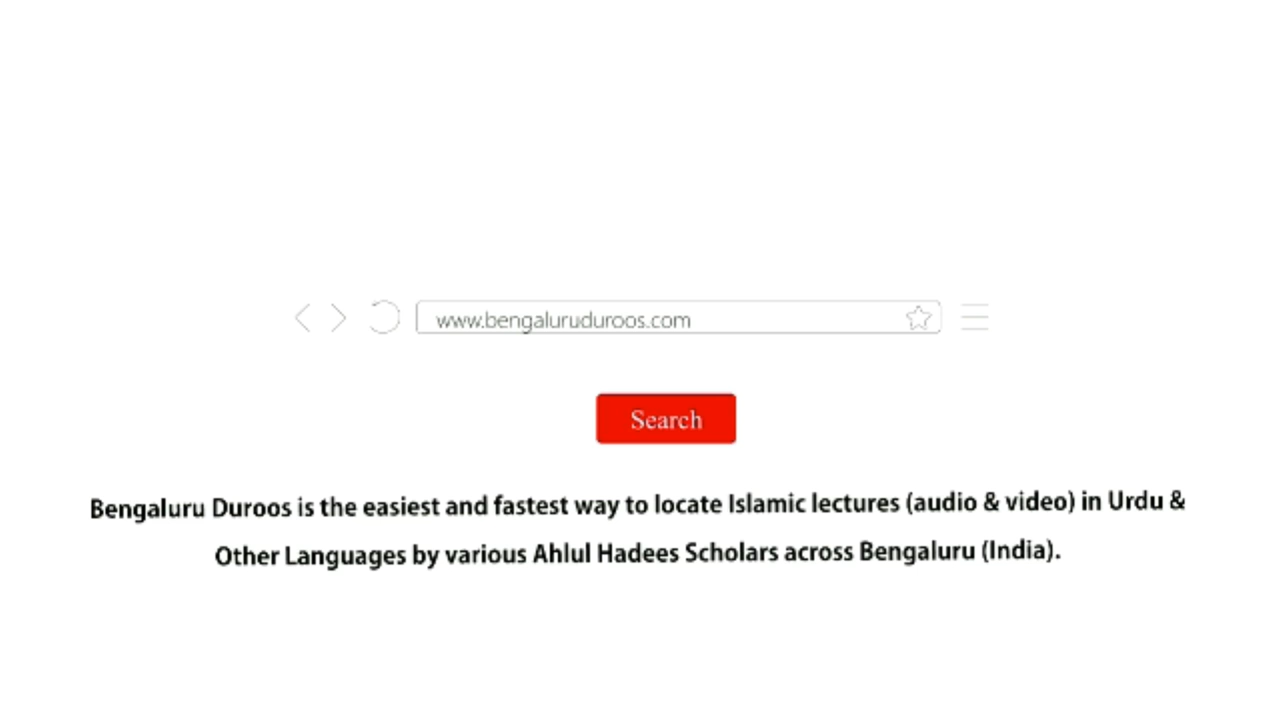 www.bengaluruduroos.com
Search
Bengaluru Duroos is the easiest and fastest way to locate Islamic lectures (audio & video) in Urdu &
Other Languages by various Ahlul Hadees Scholars across Bengaluru (India).